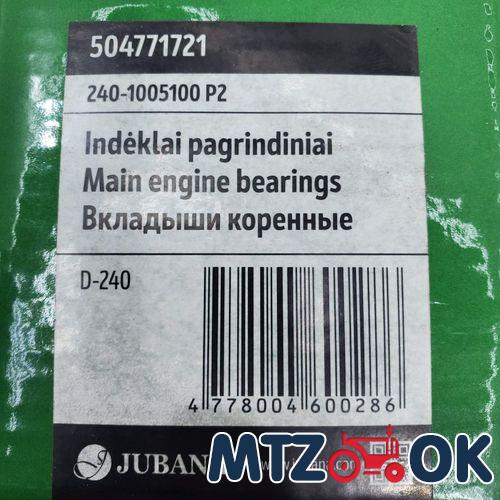 504771721
240-1005100 P2
Indėklai pagrindiniai
Main engine bearings
Вкладыши коренные
D-240
4 778004 600286
JUBAN
MTZ OK